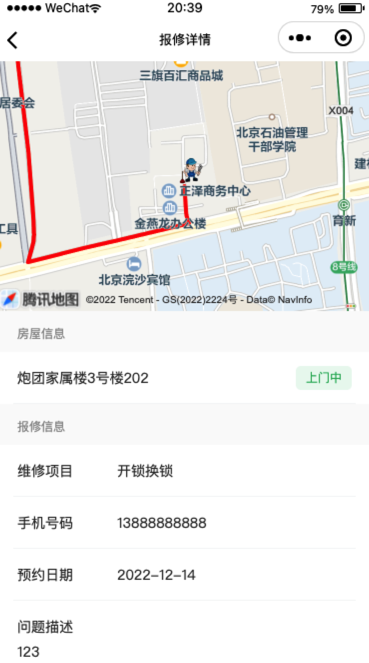 WeChat 20:39 79%
报修详情
三旗百汇商品城
居委会
X004
北京石油管理
干部学院
建
正泽商务中心
金燕龙办公楼
育新
工具
8号线
北京浣沙宾馆
腾讯地图 ©2022 Tencent - GS(2022)2224号 - Data© NavInfo
房屋信息
炮团家属楼3号楼202 上门中
报修信息
维修项目 开锁换锁
手机号码 13888888888
预约日期 2022-12-14
问题描述
123